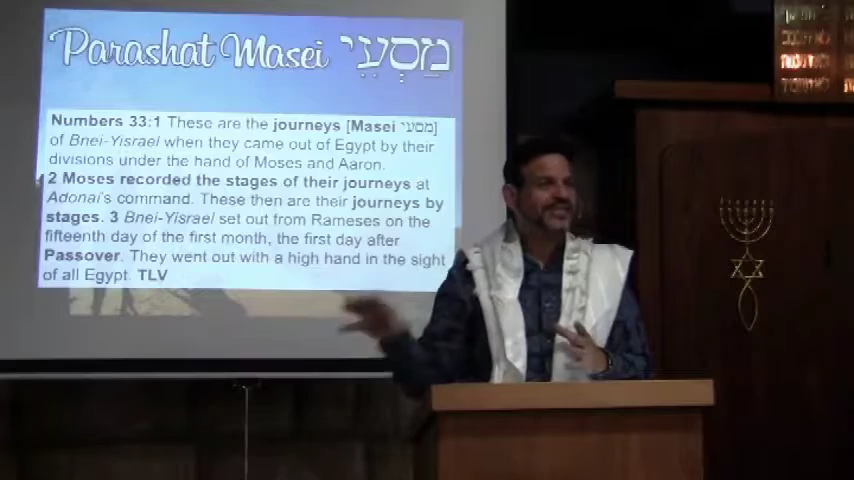 Parashat Masei מַסְעֵי
Numbers 33:1 These are the journeys [Masei מסעי]
of Bnei-Yisrael when they came out of Egypt by their
divisions under the hand of Moses and Aaron.
2 Moses recorded the stages of their journeys at
Adonai's command. These then are their journeys by
stages. 3 Bnei-Yisrael set out from Rameses on the
fifteenth day of the first month, the first day after
Passover. They went out with a high hand in the sight
of all Egypt. TLV